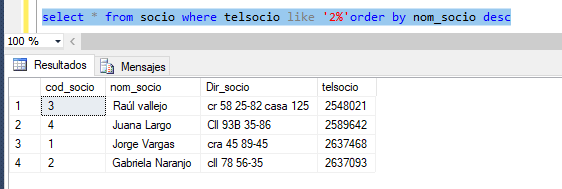 select * from socio where telsocio like '2%'order by nom_socio desc
100 %
Resultados Mensajes
cod_socio nom_socio Dir_socio telsocio
1 3 Raúl vallejo cr 58 25-82 casa 125 2548021
2 4 Juana Largo Cll 93B 35-86 2589642
3 1 Jorge Vargas cra 45 89-45 2637468
4 2 Gabriela Naranjo cll 78 56-35 2637093